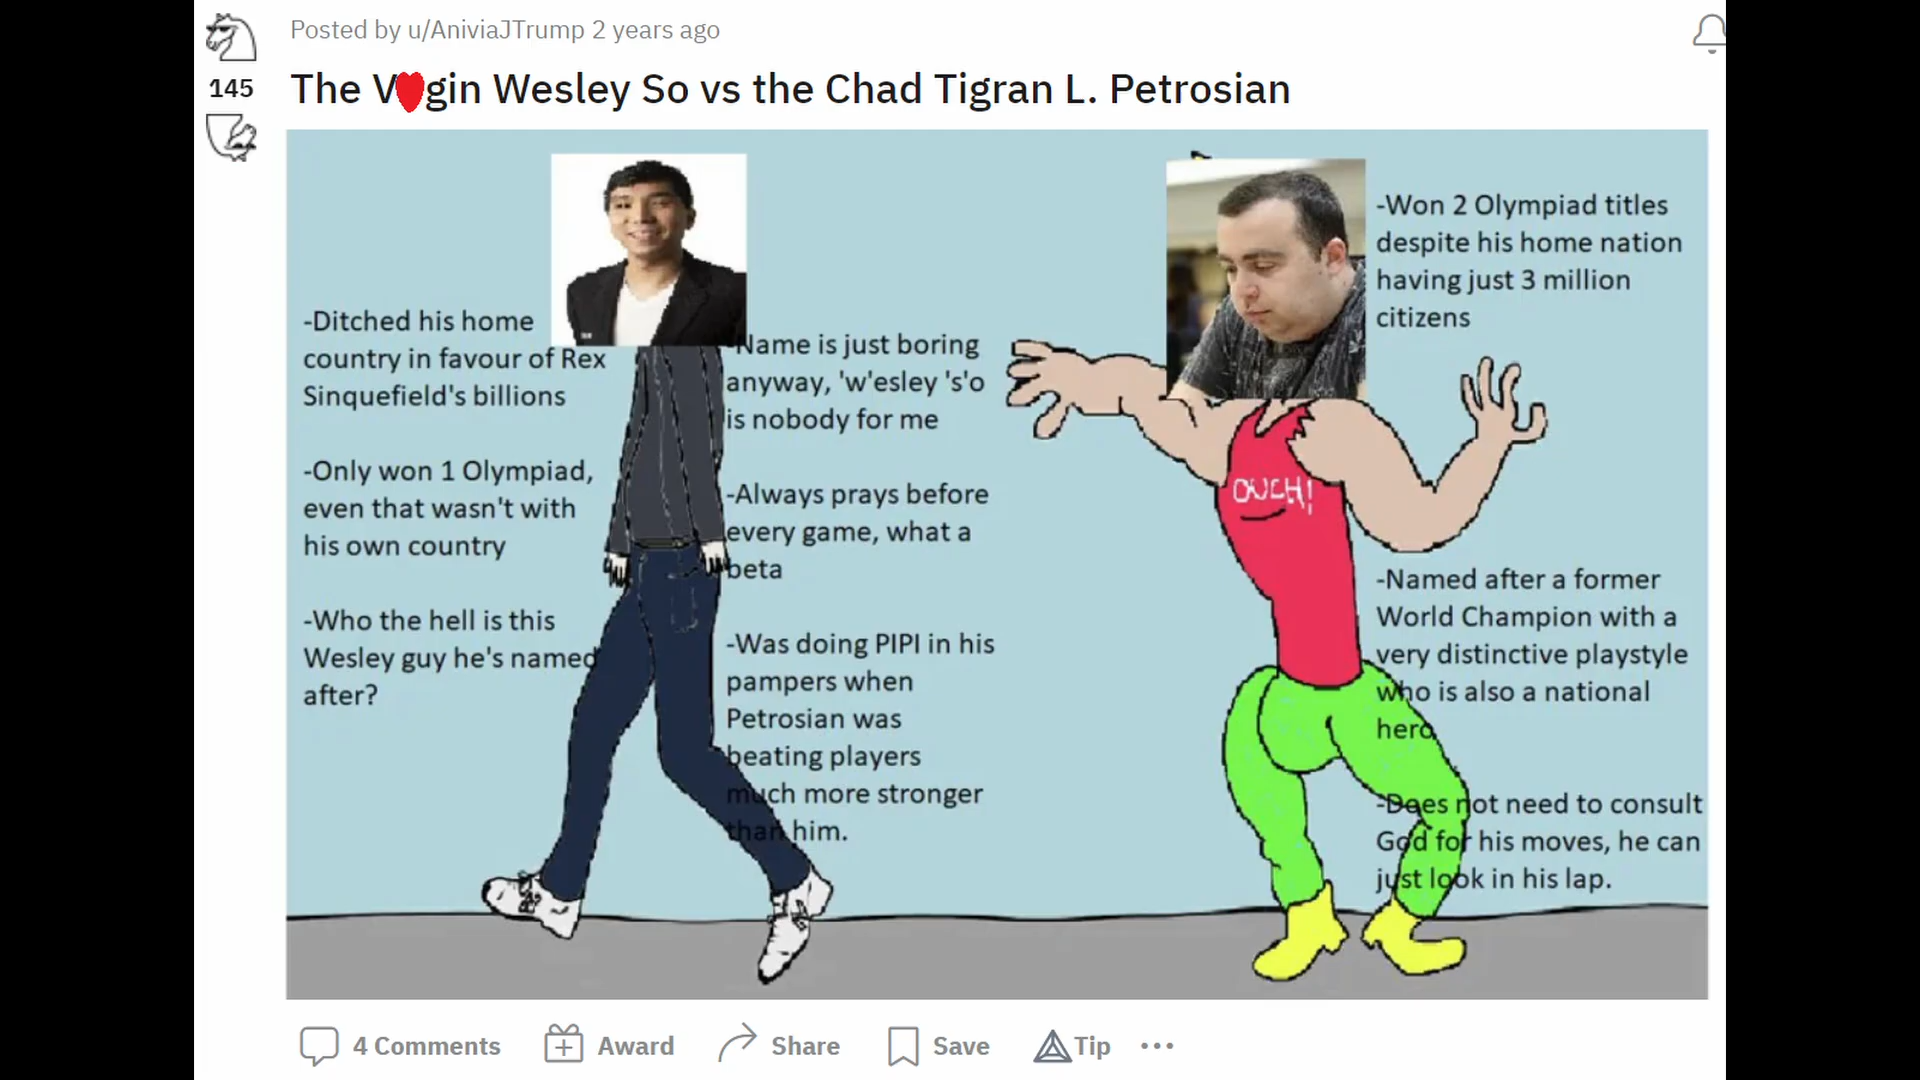 Posted by u/AniviaJTrump 2 years ago
145
The V gin Wesley So vs the Chad Tigran L. Petrosian
-Ditched his home
country in favour of Rex
Sinquefield's billions
-Only won 1 Olympiad,
even that wasn't with
his own country
-Who the hell is this
Wesley guy he's named
after?
-Name is just boring
anyway, 'w'esley 's'o
is nobody for me
-Always prays before
every game, what a
beta
-Was doing PIPI in his
pampers when
Petrosian was
beating players
much more stronger
than him.
OUCH!
-Won 2 Olympiad titles
despite his home nation
having just 3 million
citizens
-Named after a former
World Champion with a
very distinctive playstyle
who is also a national
hero
-Does not need to consult
God for his moves, he can
just look in his lap.
4 Comments
Award
Share
Save
Tip